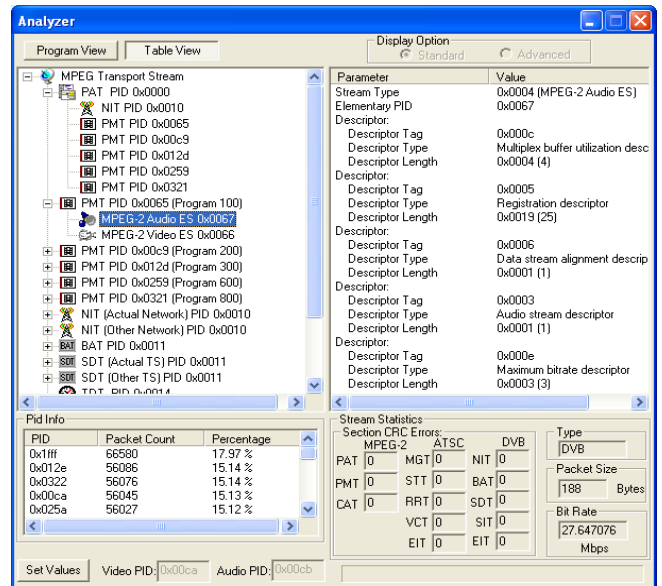 Analyzer
Program View
Table View
Display Option
Standard
Advanced
MPEG Transport Stream
PAT PID 0x0000
NIT PID 0x0010
PMT PID 0x0065
PMT PID 0x00c9
PMT PID 0x012d
PMT PID 0x0259
PMT PID 0x0321
PMT PID 0x0065 (Program 100)
MPEG-2 Audio ES 0x0067
MPEG-2 Video ES 0x0066
PMT PID 0x00c9 (Program 200)
PMT PID 0x012d (Program 300)
PMT PID 0x0259 (Program 600)
PMT PID 0x0321 (Program 800)
NIT (Actual Network) PID 0x0010
NIT (Other Network) PID 0x0010
BAT BAT PID 0x0011
SDT SDT (Actual TS) PID 0x0011
SDT SDT (Other TS) PID 0x0011
TDT PID 0x0014
Parameter Value
Stream Type 0x0004 (MPEG-2 Audio ES)
Elementary PID 0x0067
Descriptor:
Descriptor Tag 0x000c
Descriptor Type Multiplex buffer utilization desc
Descriptor Length 0x0004 (4)
Descriptor:
Descriptor Tag 0x0005
Descriptor Type Registration descriptor
Descriptor Length 0x0019 (25)
Descriptor:
Descriptor Tag 0x0006
Descriptor Type Data stream alignment descrip
Descriptor Length 0x0001 (1)
Descriptor:
Descriptor Tag 0x0003
Descriptor Type Audio stream descriptor
Descriptor Length 0x0001 (1)
Descriptor:
Descriptor Tag 0x000e
Descriptor Type Maximum bitrate descriptor
Descriptor Length 0x0003 (3)
Pid Info
PID Packet Count Percentage
0x1fff 66580 17.97 %
0x012e 56086 15.14 %
0x0322 56076 15.14 %
0x00ca 56045 15.13 %
0x025a 56027 15.12 %
Stream Statistics
Section CRC Errors:
MPEG-2 ATSC DVB
PAT 0 MGT 0 NIT 0
PMT 0 STT 0 BAT 0
CAT 0 RRT 0 SDT 0
VCT 0 SIT 0
EIT 0 EIT 0
Type
DVB
Packet Size
188 Bytes
Bit Rate
27.647076
Mbps
Set Values
Video PID: 0x00ca
Audio PID: 0x00cb